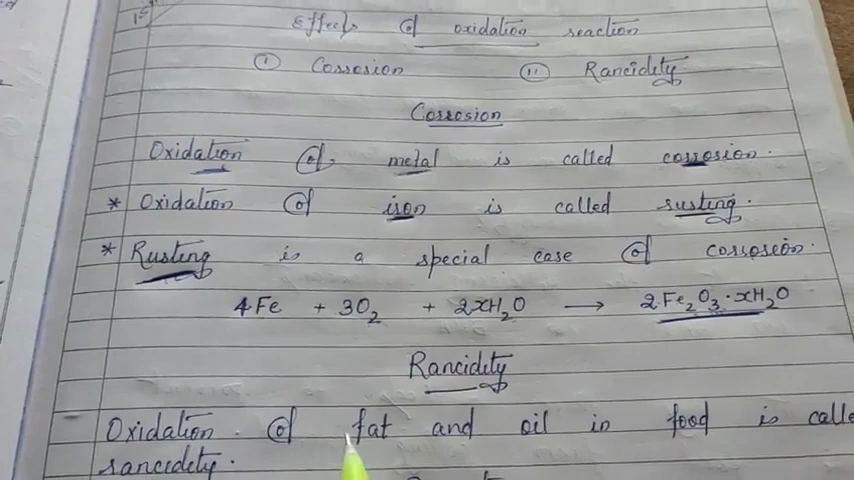 Effects of oxidation reaction
(i) Corrosion (ii) Rancidity
Corrosion
Oxidation of metal is called corrosion.
* Oxidation of iron is called rusting.
* Rusting is a special case of corrosion.
4Fe + 3O₂ + 2xH₂O → 2Fe₂O₃·xH₂O
Rancidity
Oxidation of fat and oil in food is calle
rancidity.